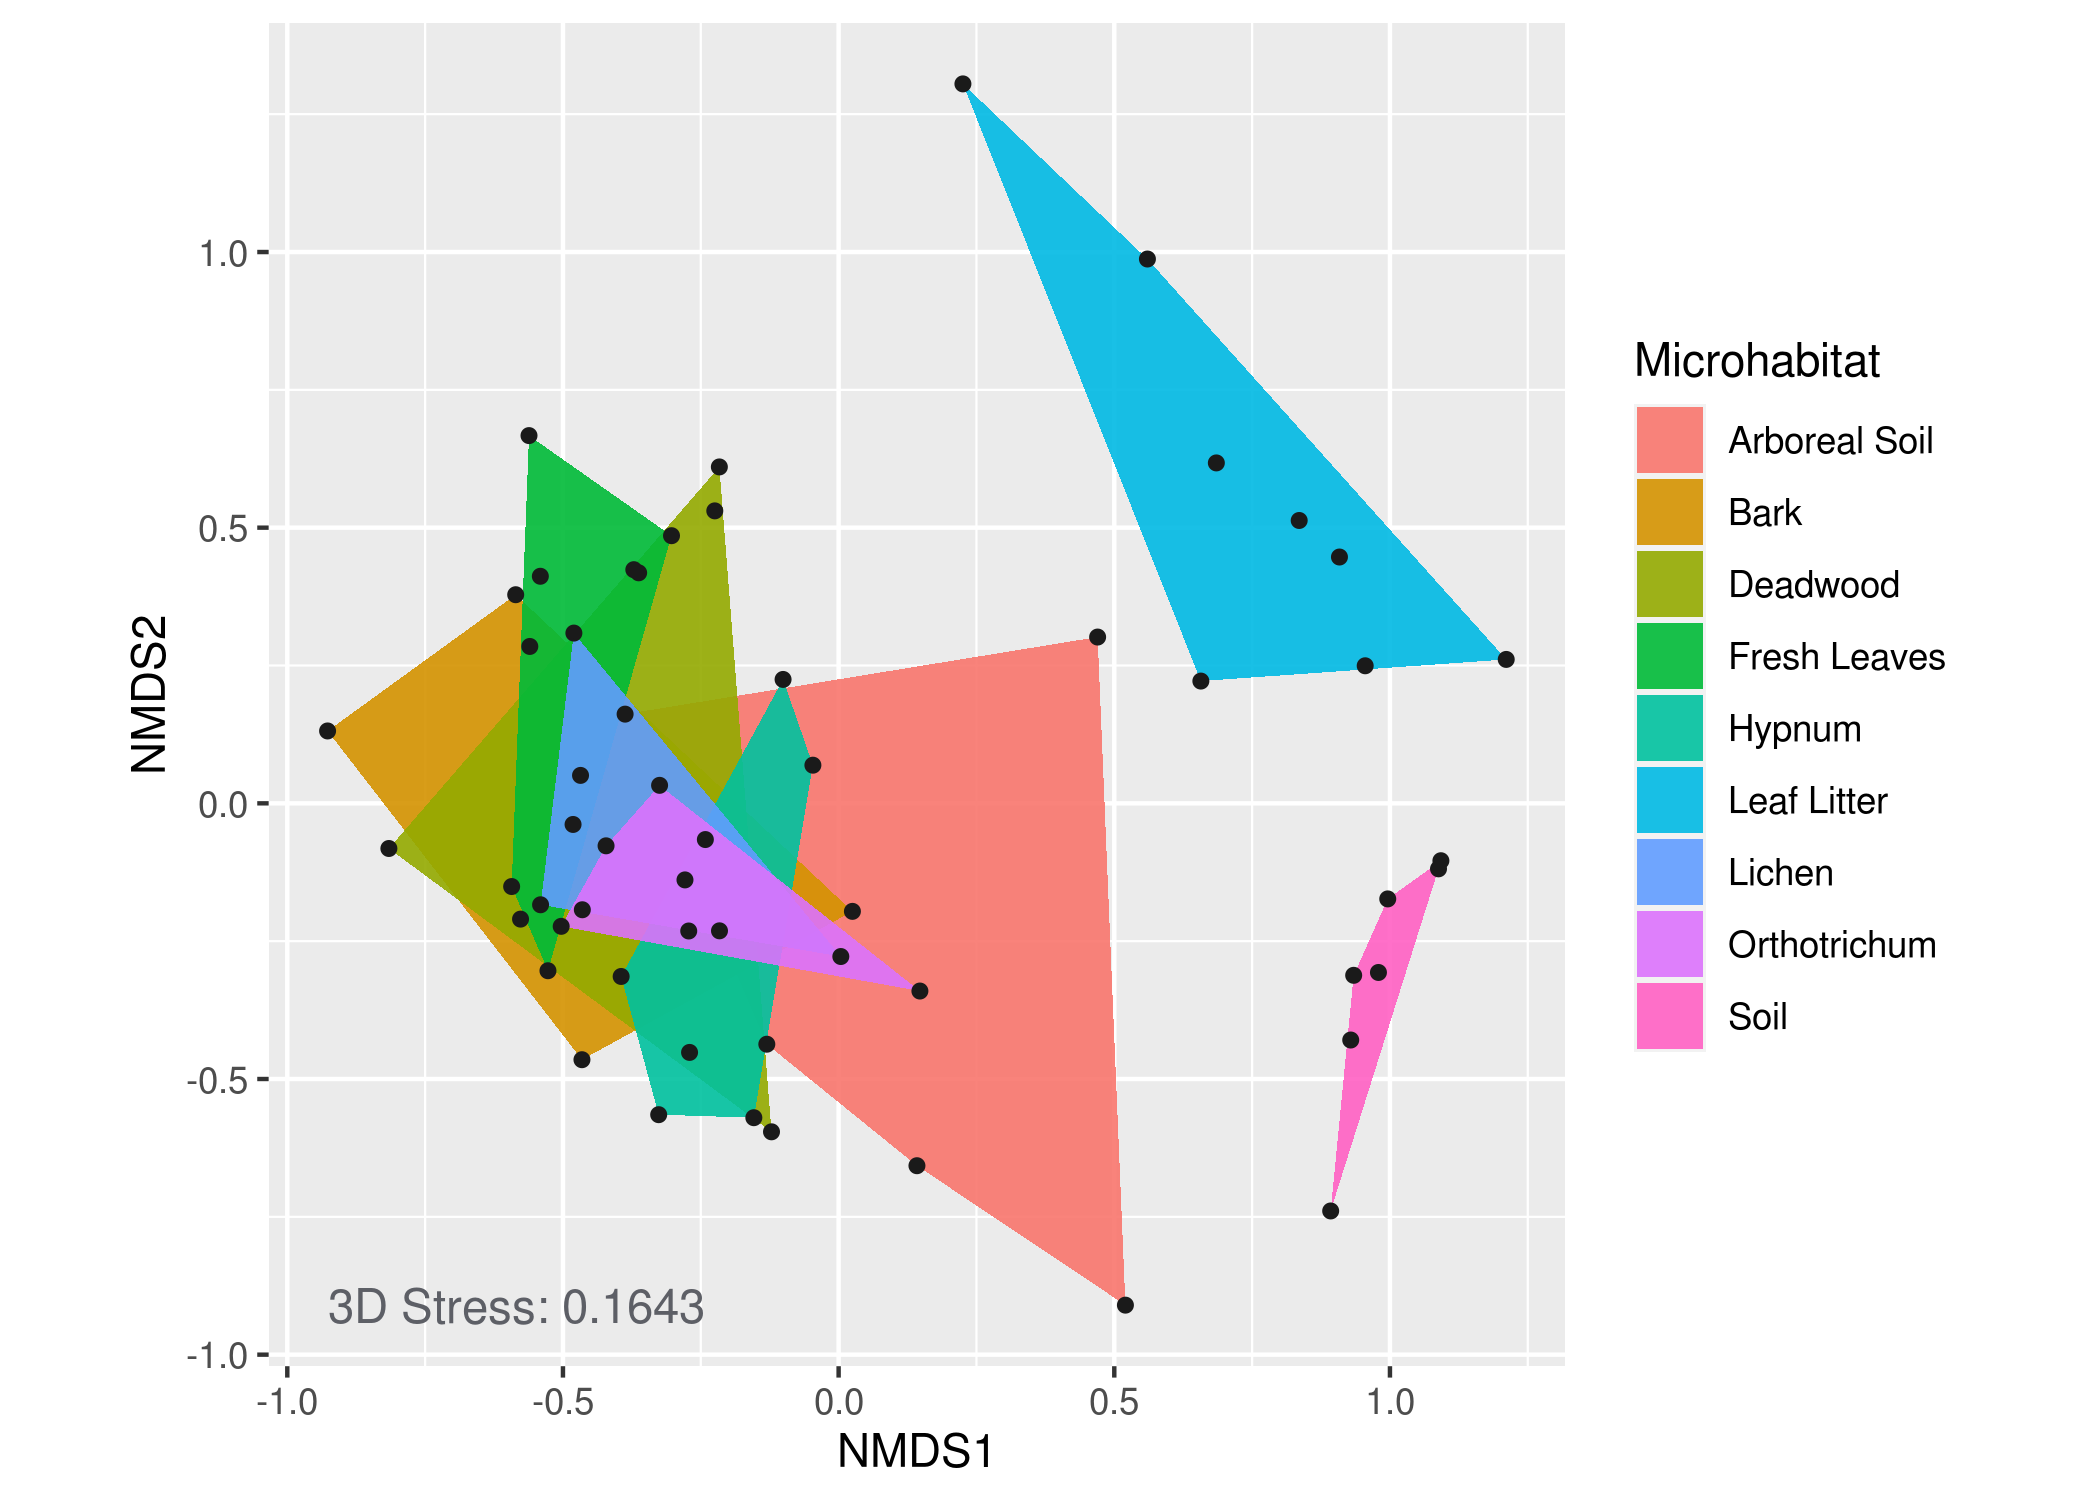 1.0
0.5
0.0
-0.5
-1.0
NMDS2
3D Stress: 0.1643
-1.0 -0.5 0.0 0.5 1.0
NMDS1
Microhabitat
Arboreal Soil
Bark
Deadwood
Fresh Leaves
Hypnum
Leaf Litter
Lichen
Orthotrichum
Soil